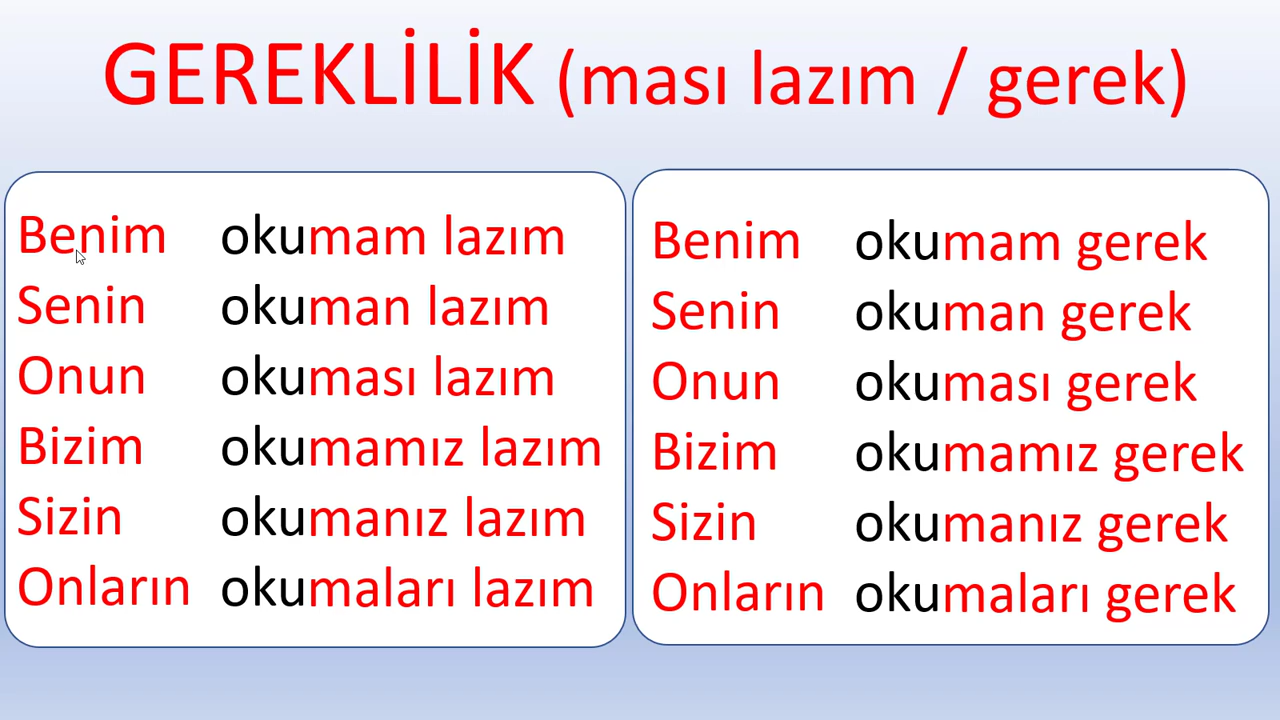 GEREKLİLİK (ması lazım / gerek)
Benim okumam lazım
Senin okuman lazım
Onun okuması lazım
Bizim okumamız lazım
Sizin okumanız lazım
Onların okumaları lazım
Benim okumam gerek
Senin okuman gerek
Onun okuması gerek
Bizim okumamız gerek
Sizin okumanız gerek
Onların okumaları gerek